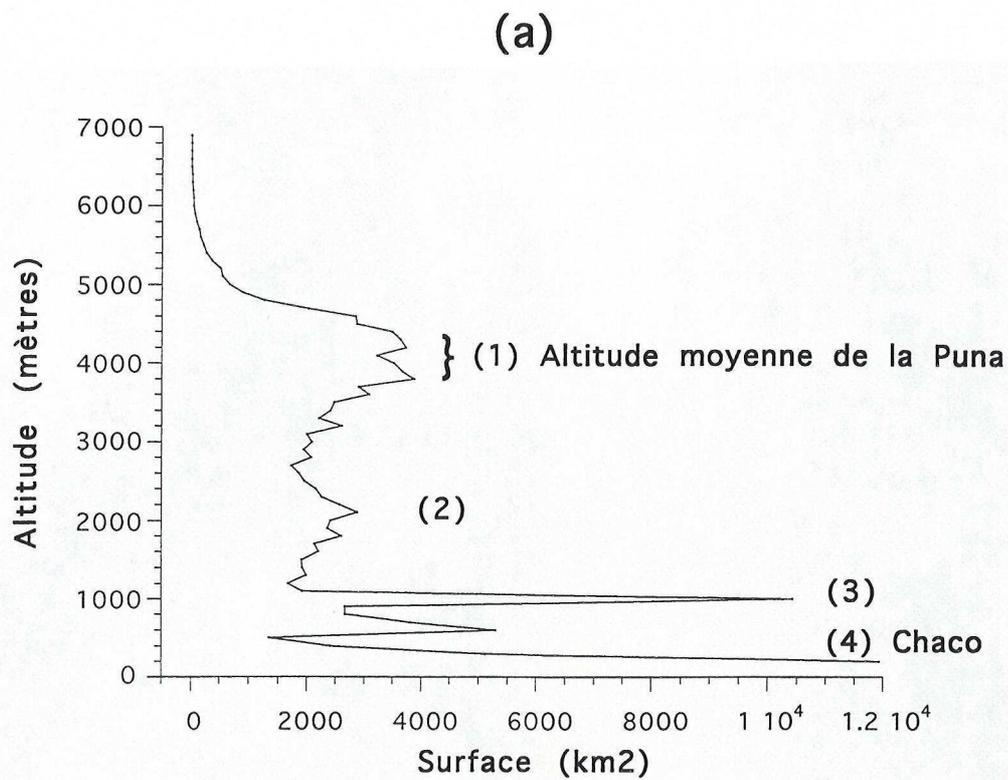 (a)
7000
6000
5000
4000
3000
2000
1000
0
Altitude (mètres)
(1) Altitude moyenne de la Puna
(2)
(3)
(4) Chaco
0 2000 4000 6000 8000 1 10⁴ 1.2 10⁴
Surface (km2)